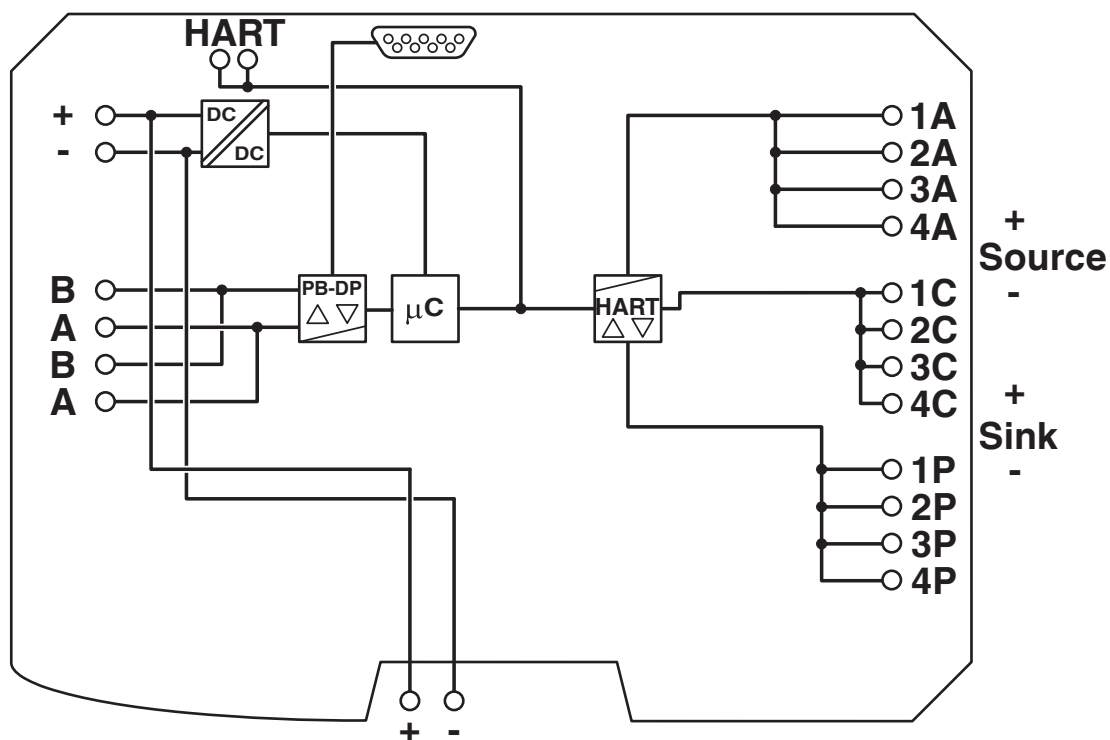 HART
+
-
DC
DC
B
A
B
A
PB-DP
μC
HART
1A
2A
3A
4A
+
Source
-
1C
2C
3C
4C
+
Sink
-
1P
2P
3P
4P
+ -